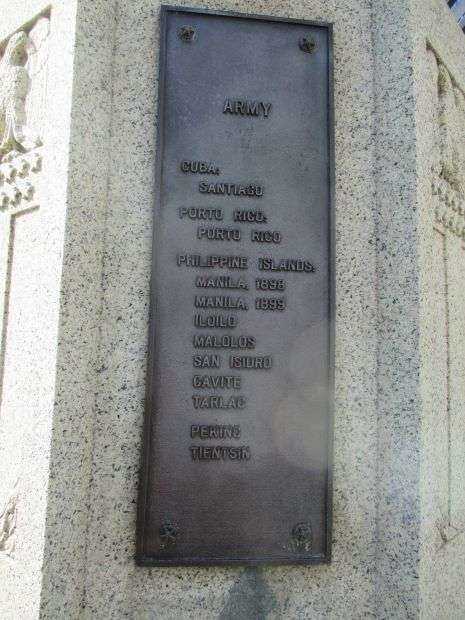 ARMY
CUBA:
SANTIAGO
PORTO RICO:
PORTO RICO
PHILIPPINE ISLANDS:
MANILA, 1898
MANILA, 1899
ILOILO
MALOLOS
SAN ISIDRO
CAVITE
TARLAC
PEKING
TIENTSIN